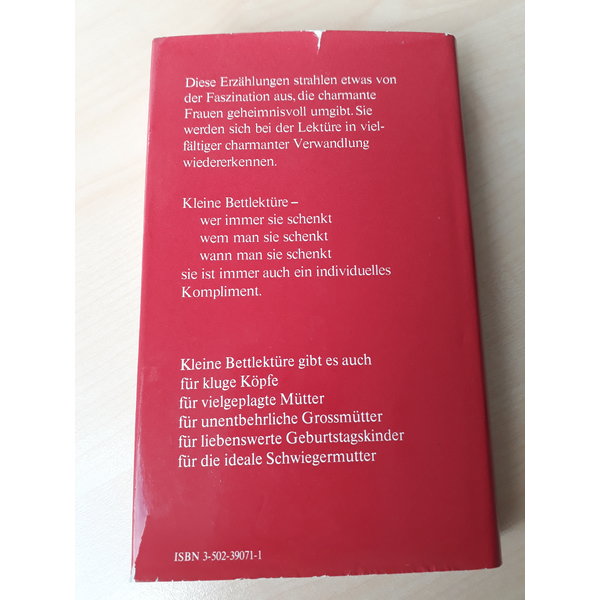 Diese Erzählungen strahlen etwas von
der Faszination aus, die charmante
Frauen geheimnisvoll umgibt. Sie
werden sich bei der Lektüre in viel-
fältiger charmanter Verwandlung
wiedererkennen.
Kleine Bettlektüre –
wer immer sie schenkt
wem man sie schenkt
wann man sie schenkt
sie ist immer auch ein individuelles
Kompliment.
Kleine Bettlektüre gibt es auch
für kluge Köpfe
für vielgeplagte Mütter
für unentbehrliche Grossmütter
für liebenswerte Geburtstagskinder
für die ideale Schwiegermutter
ISBN 3-502-39071-1